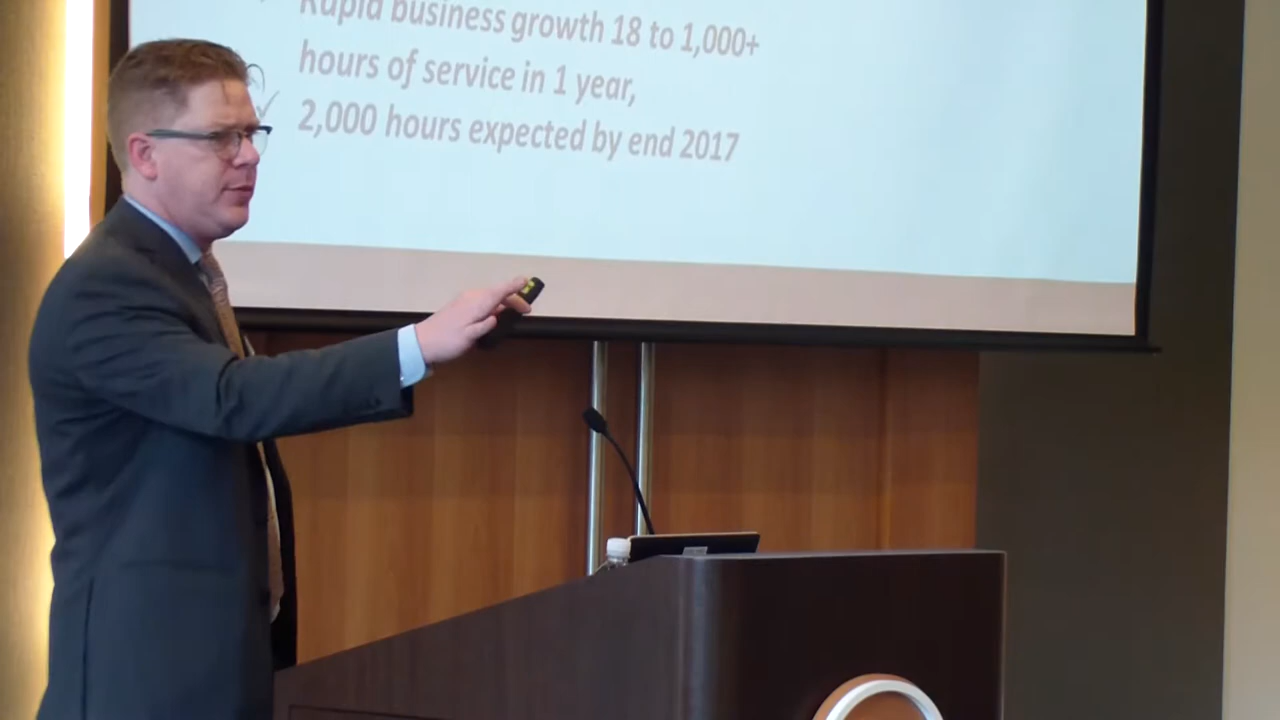 Rapid business growth 18 to 1,000+
hours of service in 1 year,
2,000 hours expected by end 2017